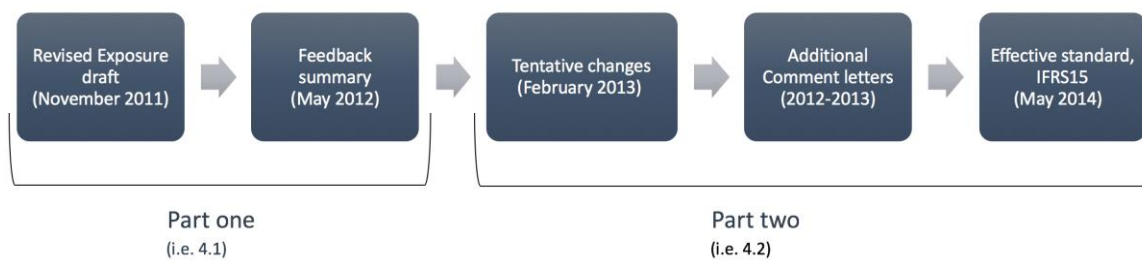 Revised Exposure
draft
(November 2011)
Feedback
summary
(May 2012)
Tentative changes
(February 2013)
Additional
Comment letters
(2012-2013)
Effective standard,
IFRS15
(May 2014)
Part one
(i.e. 4.1)
Part two
(i.e. 4.2)